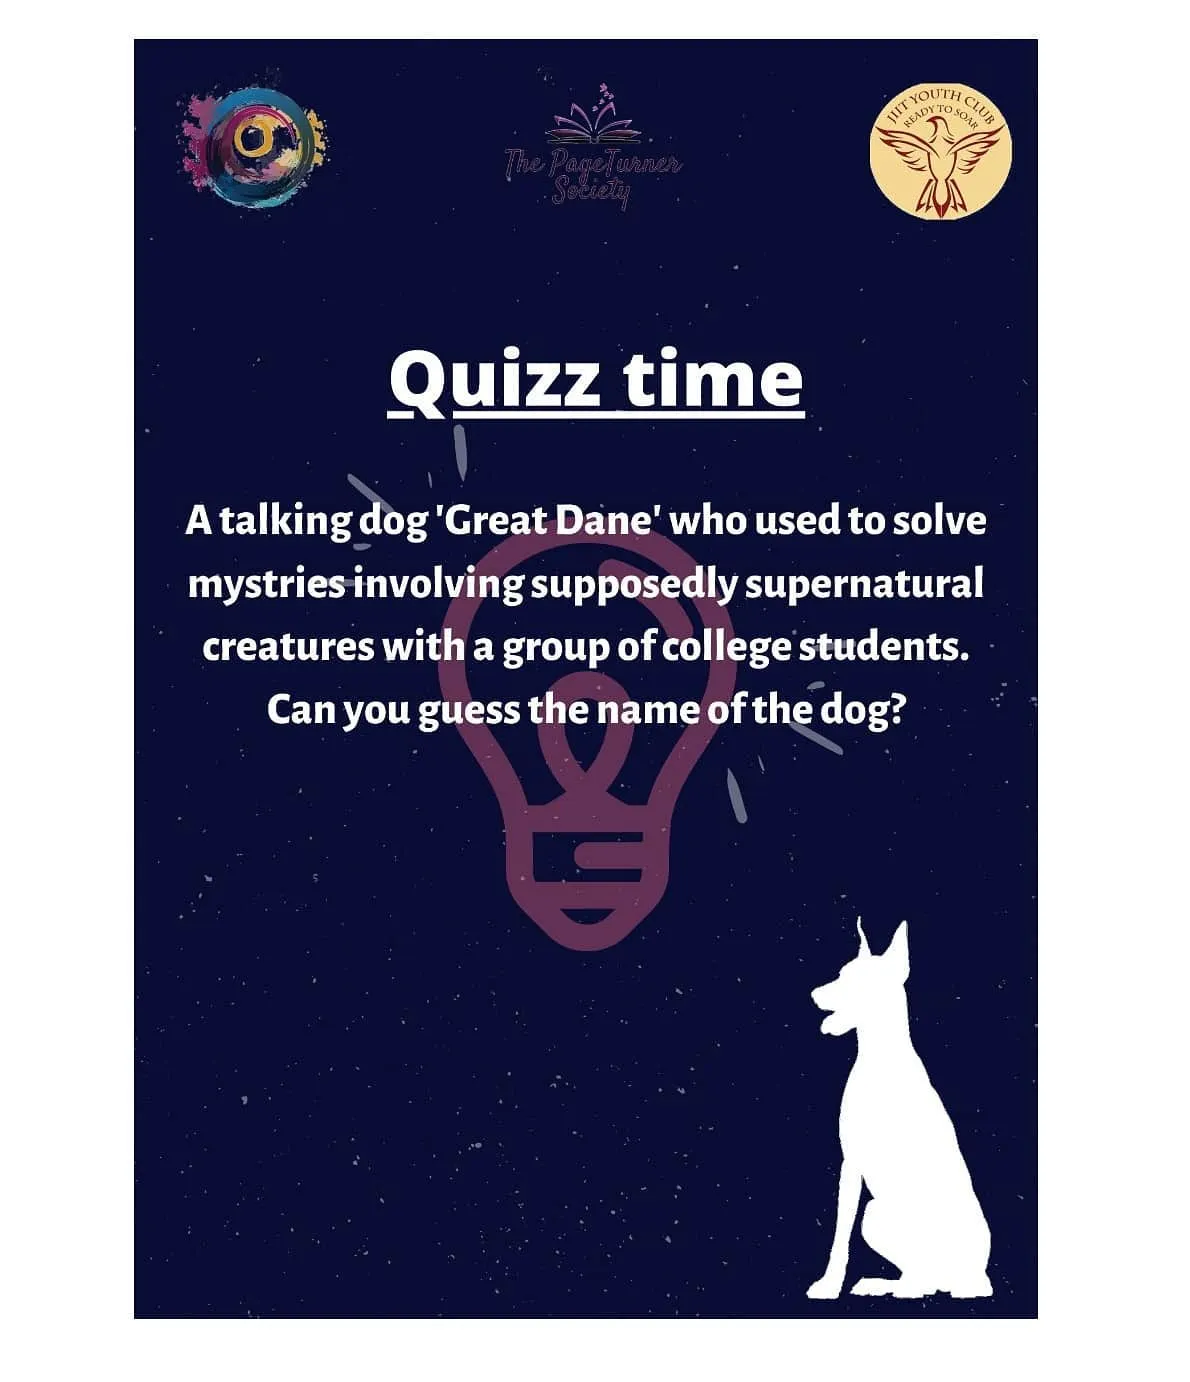 JIIT YOUTH CLUB
READY TO SOAR
The PageTurner
Society
Quizz time
A talking dog 'Great Dane' who used to solve
mystries involving supposedly supernatural
creatures with a group of college students.
Can you guess the name of the dog?